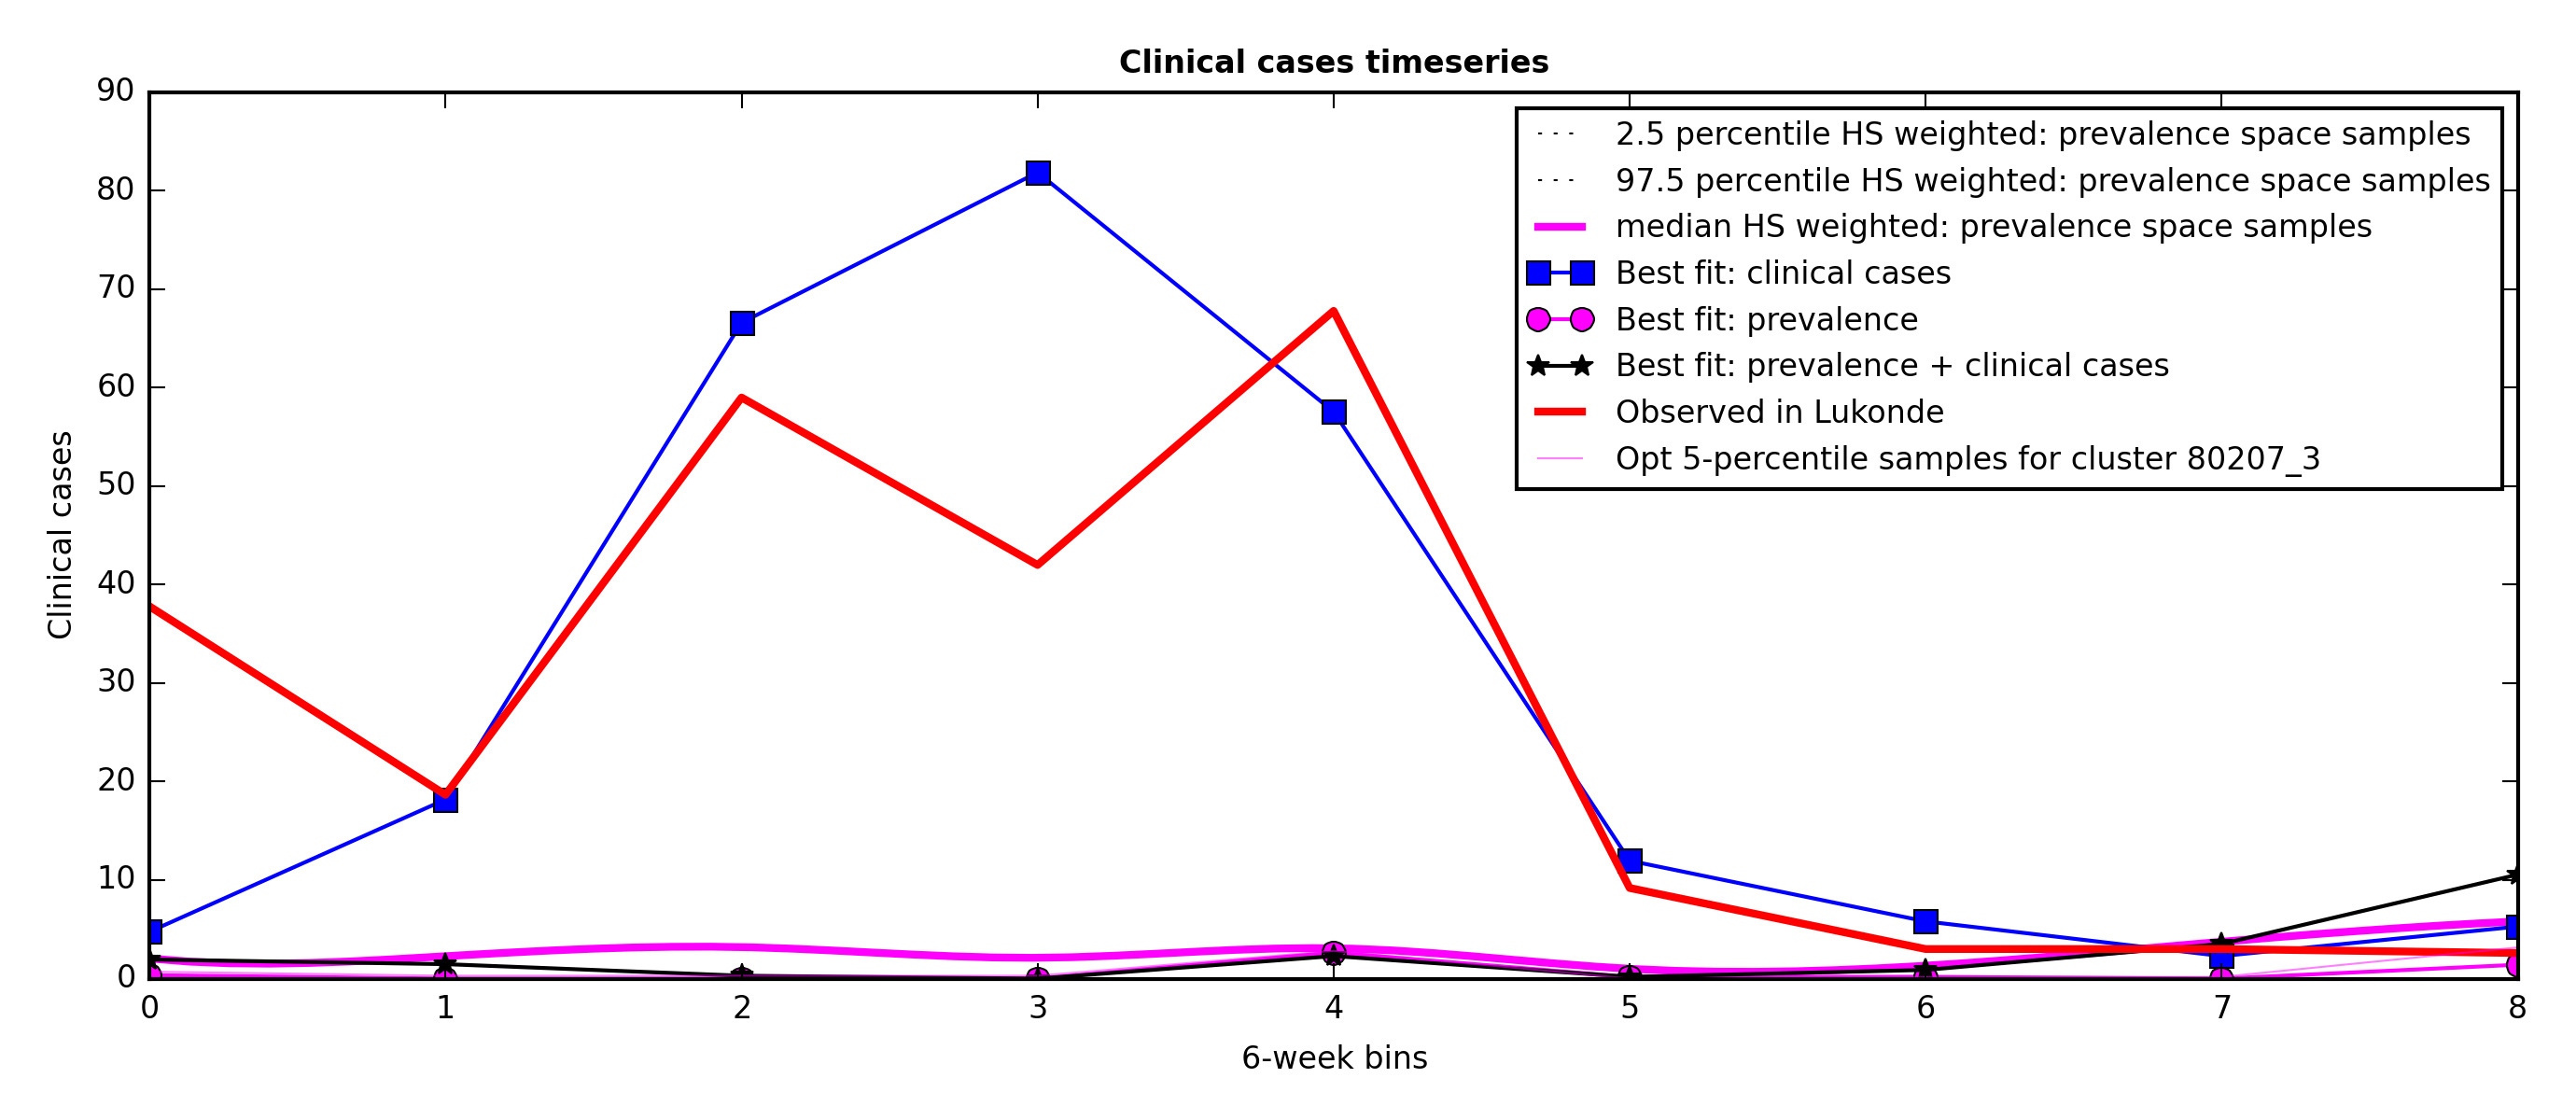 Clinical cases timeseries
90
80
70
60
50
40
30
20
10
0
Clinical cases
2.5 percentile HS weighted: prevalence space samples
97.5 percentile HS weighted: prevalence space samples
median HS weighted: prevalence space samples
Best fit: clinical cases
Best fit: prevalence
Best fit: prevalence + clinical cases
Observed in Lukonde
Opt 5-percentile samples for cluster 80207_3
0 1 2 3 4 5 6 7 8
6-week bins